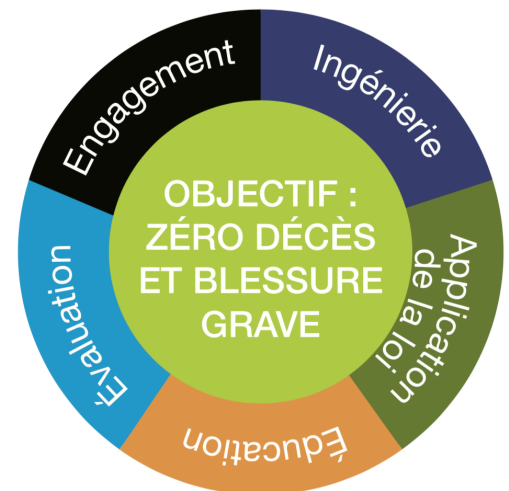 OBJECTIF :
ZÉRO DÉCÈS
ET BLESSURE
GRAVE
Ingénierie
Application
de la loi
Éducation
Évaluation
Engagement